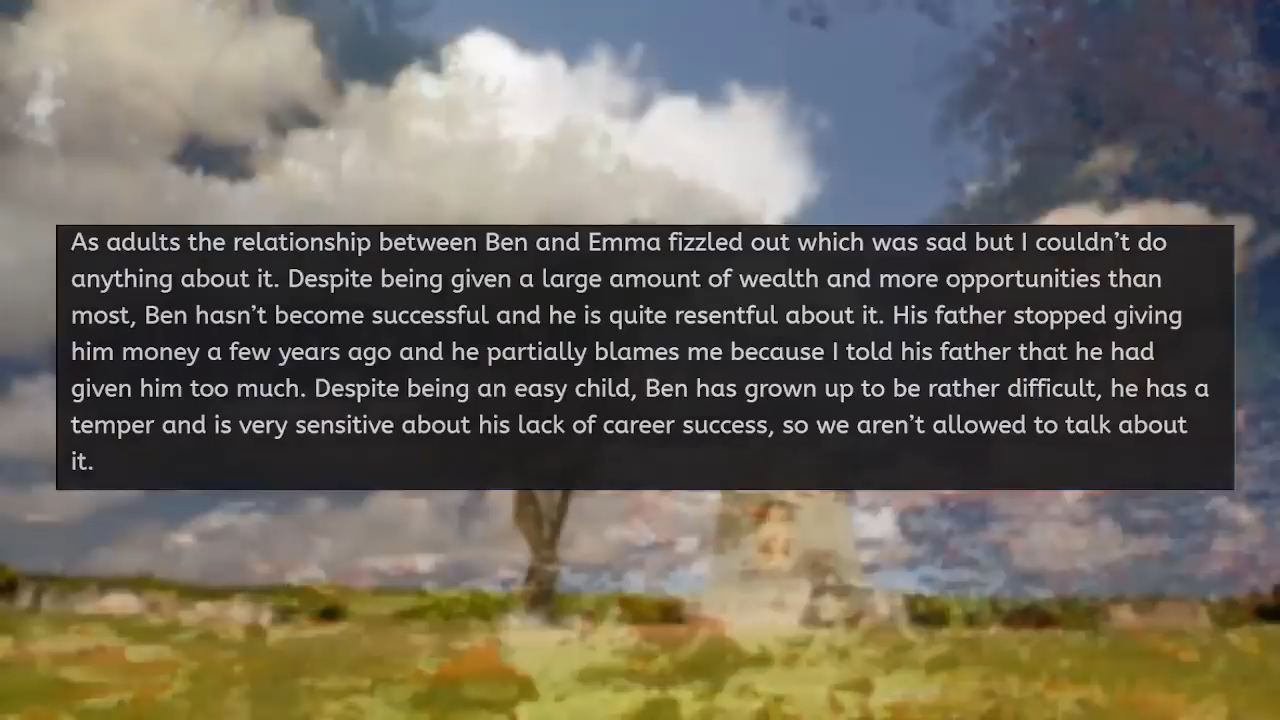 As adults the relationship between Ben and Emma fizzled out which was sad but I couldn’t do
anything about it. Despite being given a large amount of wealth and more opportunities than
most, Ben hasn’t become successful and he is quite resentful about it. His father stopped giving
him money a few years ago and he partially blames me because I told his father that he had
given him too much. Despite being an easy child, Ben has grown up to be rather difficult, he has a
temper and is very sensitive about his lack of career success, so we aren’t allowed to talk about
it.